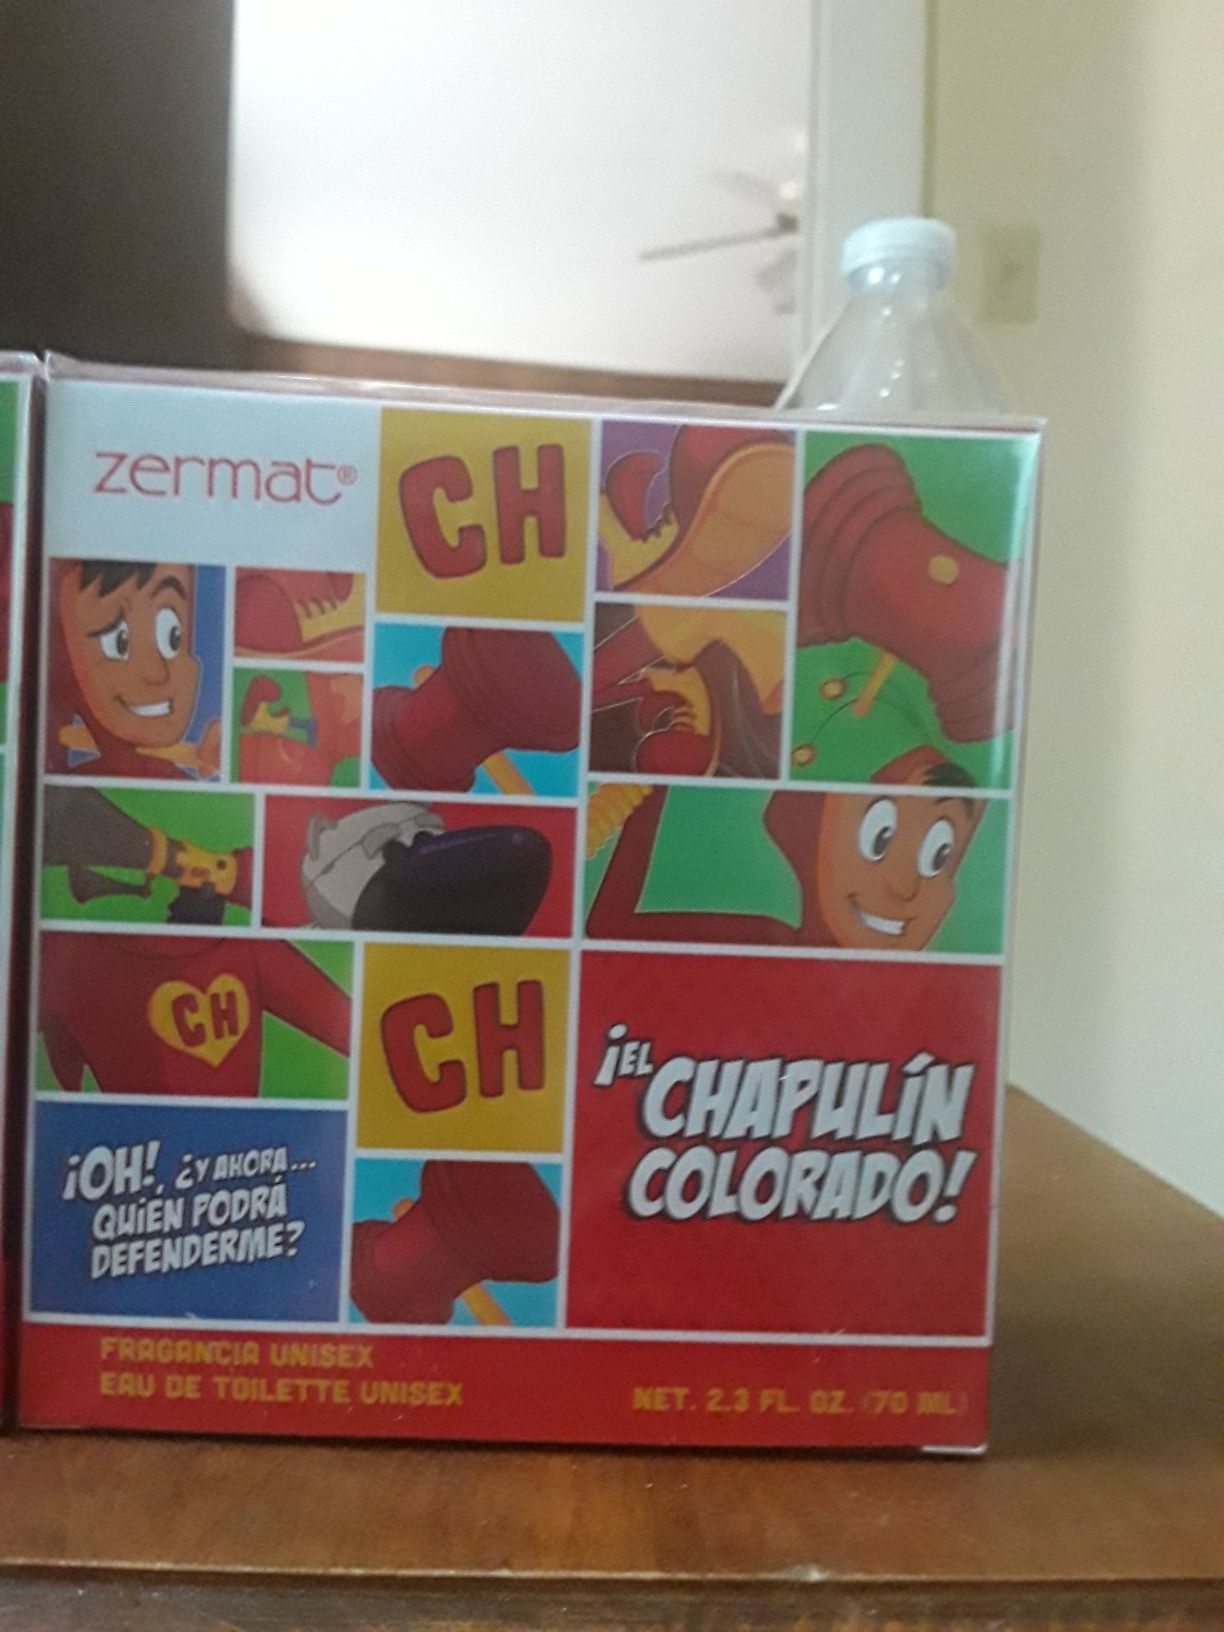 zermat®
CH
CH
CH
¡EL
CHAPULÍN
COLORADO!
¡OH!, ¿Y AHORA...
QUIÉN PODRÁ
DEFENDERME?
FRAGANCIA UNISEX
EAU DE TOILETTE UNISEX
NET. 2.3 FL. OZ. (70 ML)